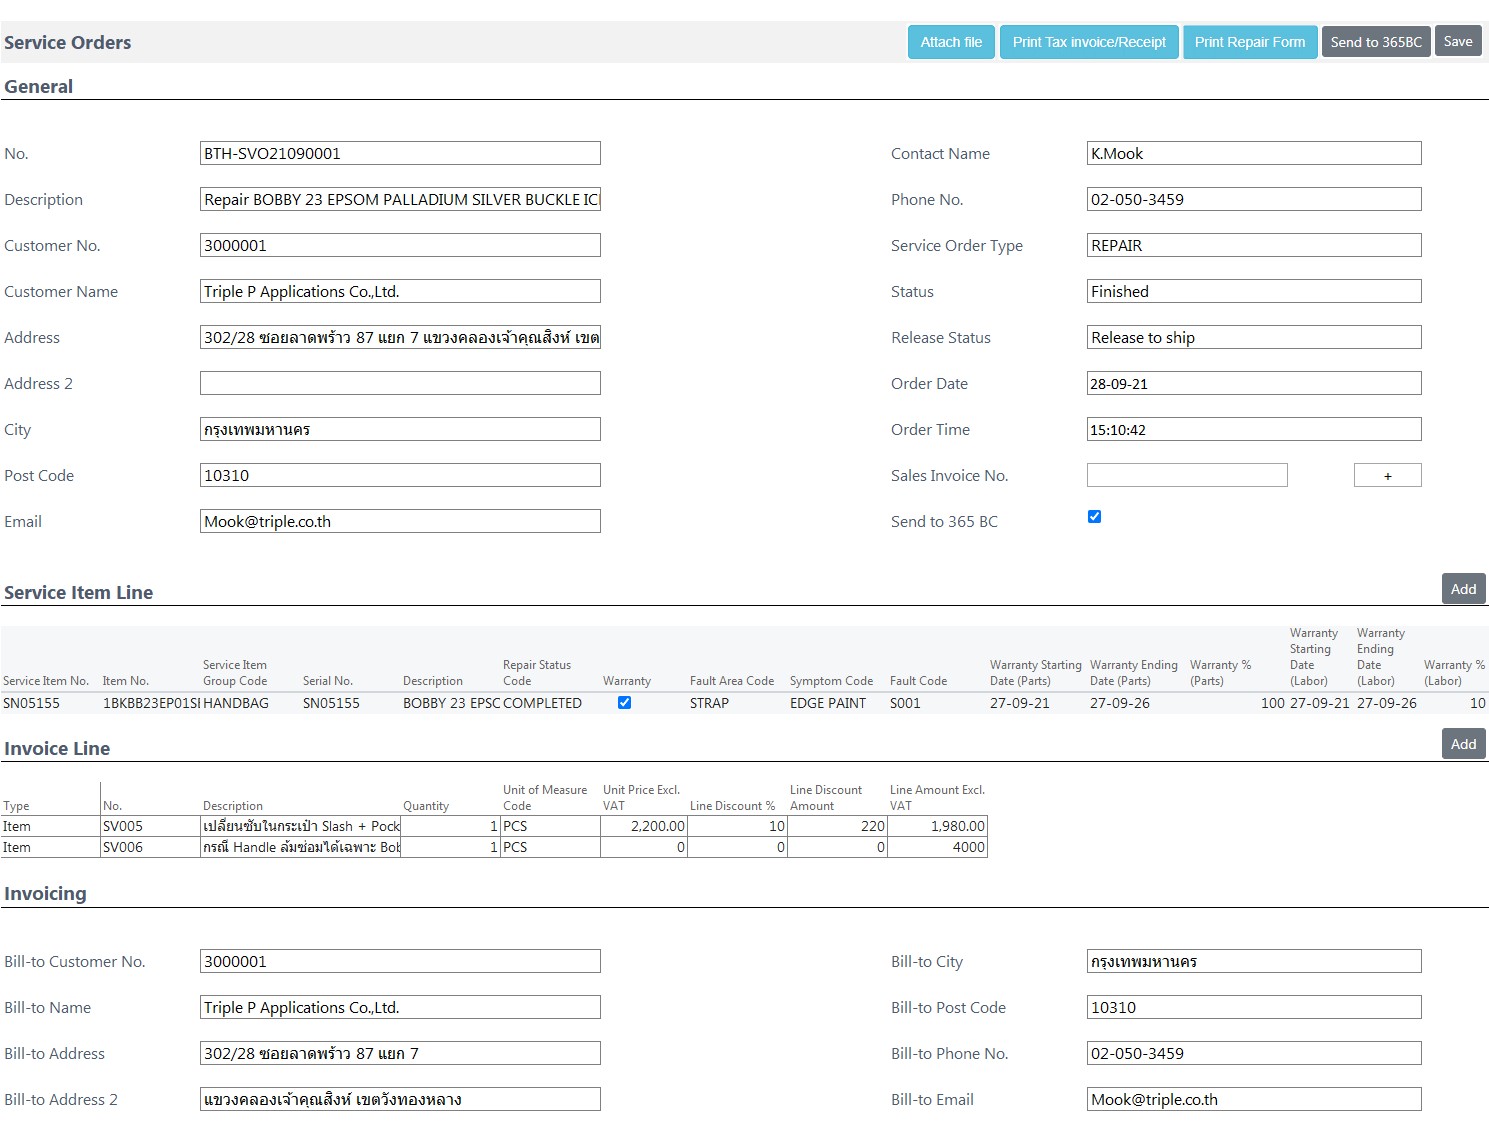 Service Orders Attach file Print Tax invoice/Receipt Print Repair Form Send to 365BC Save
General
No. BTH-SVO21090001 Contact Name K.Mook
Description Repair BOBBY 23 EPSOM PALLADIUM SILVER BUCKLE ICI Phone No. 02-050-3459
Customer No. 3000001 Service Order Type REPAIR
Customer Name Triple P Applications Co.,Ltd. Status Finished
Address 302/28 ซอยลาดพร้าว 87 แยก 7 แขวงคลองเจ้าคุณสิงห์ เขต Release Status Release to ship
Address 2 Order Date 28-09-21
City กรุงเทพมหานคร Order Time 15:10:42
Post Code 10310 Sales Invoice No. +
Email Mook@triple.co.th Send to 365 BC
Service Item Line Add
Service Item No. Item No. Service Item Group Code Serial No. Description Repair Status Code Warranty Fault Area Code Symptom Code Fault Code Warranty Starting Date (Parts) Warranty Ending Date (Parts) Warranty % (Parts) Warranty Starting Date (Labor) Warranty Ending Date (Labor) Warranty % (Labor)
SN05155 1BKBB23EP01SI HANDBAG SN05155 BOBBY 23 EPSC COMPLETED STRAP EDGE PAINT S001 27-09-21 27-09-26 100 27-09-21 27-09-26 10
Invoice Line Add
Type No. Description Quantity Unit of Measure Code Unit Price Excl. VAT Line Discount % Line Discount Amount Line Amount Excl. VAT
Item SV005 เปลี่ยนซับในกระเป๋า Slash + Pock 1 PCS 2,200.00 10 220 1,980.00
Item SV006 กรณี Handle ล้มซ่อมได้เฉพาะ Bob 1 PCS 0 0 0 4000
Invoicing
Bill-to Customer No. 3000001 Bill-to City กรุงเทพมหานคร
Bill-to Name Triple P Applications Co.,Ltd. Bill-to Post Code 10310
Bill-to Address 302/28 ซอยลาดพร้าว 87 แยก 7 Bill-to Phone No. 02-050-3459
Bill-to Address 2 แขวงคลองเจ้าคุณสิงห์ เขตวังทองหลาง Bill-to Email Mook@triple.co.th